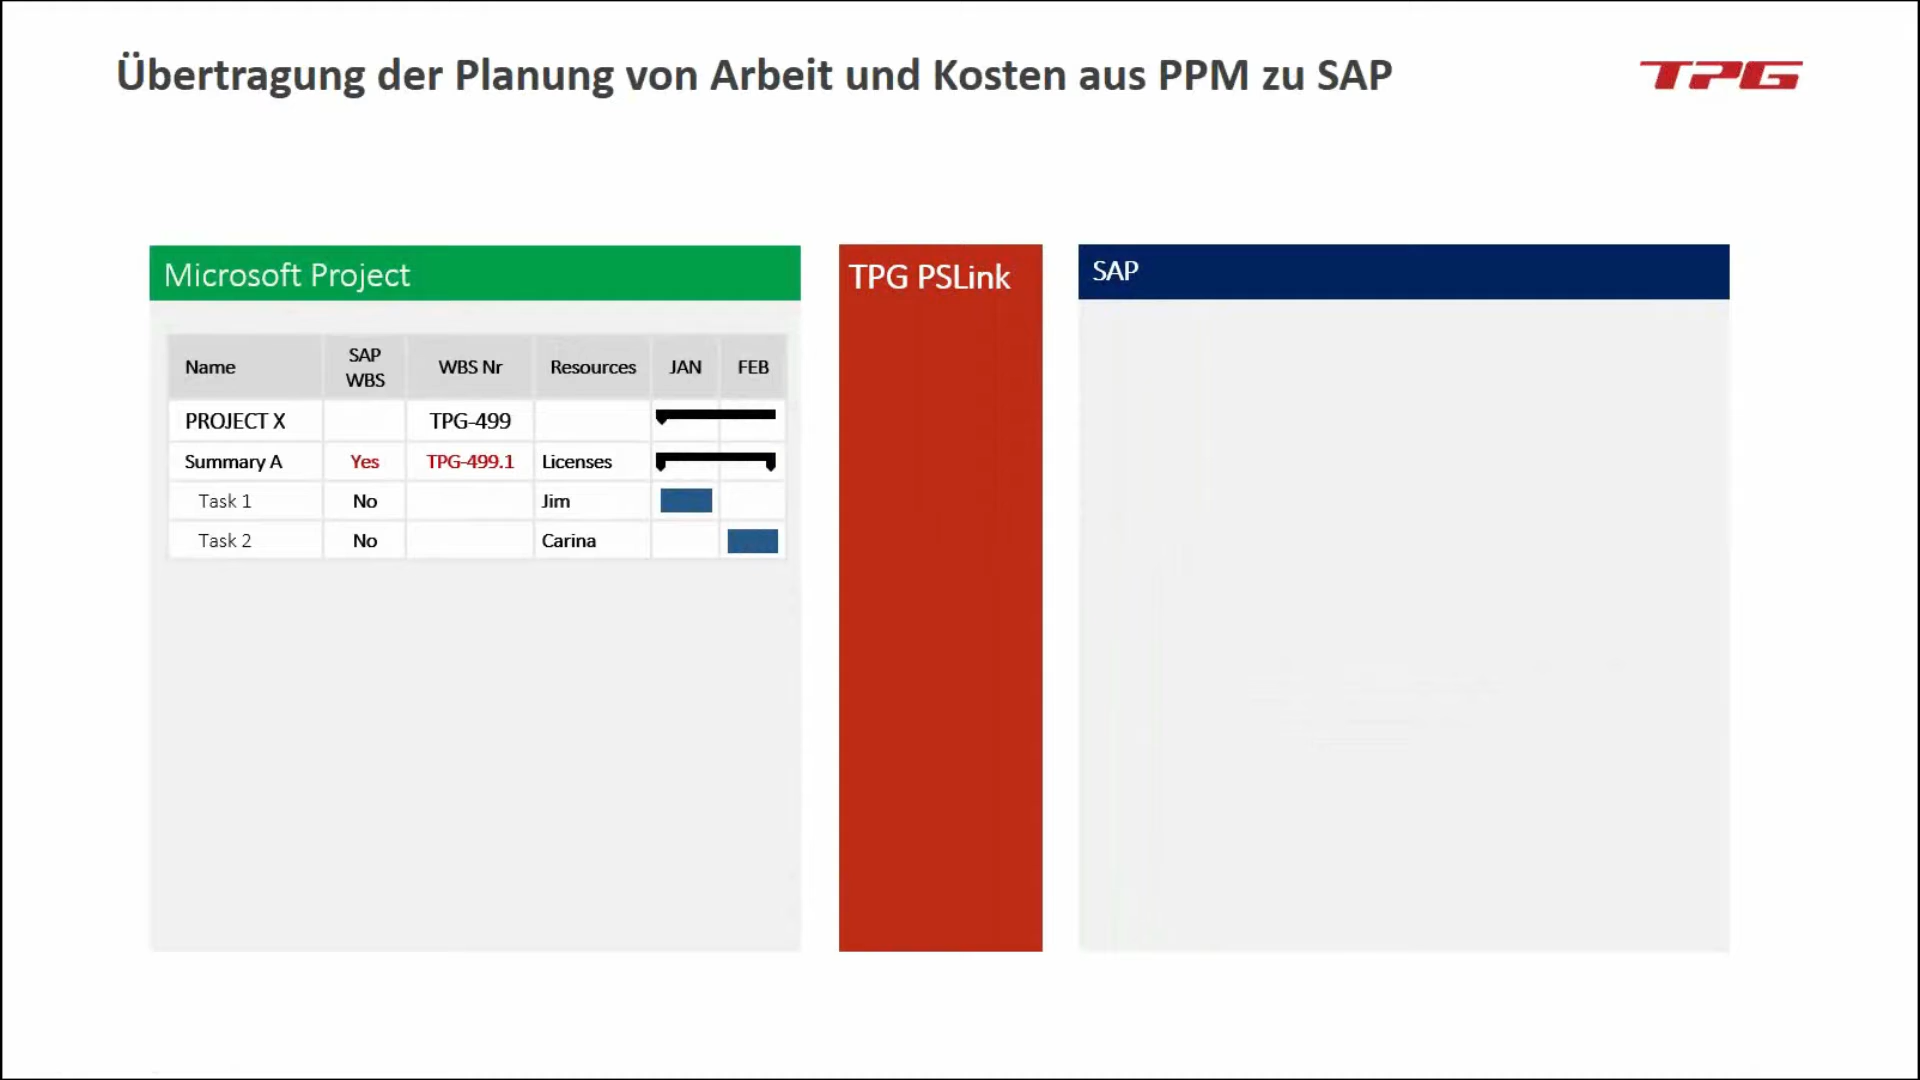 Übertragung der Planung von Arbeit und Kosten aus PPM zu SAP
TPG
Microsoft Project
Name SAP WBS WBS Nr Resources JAN FEB
PROJECT X TPG-499
Summary A Yes TPG-499.1 Licenses
Task 1 No Jim
Task 2 No Carina
TPG PSLink
SAP